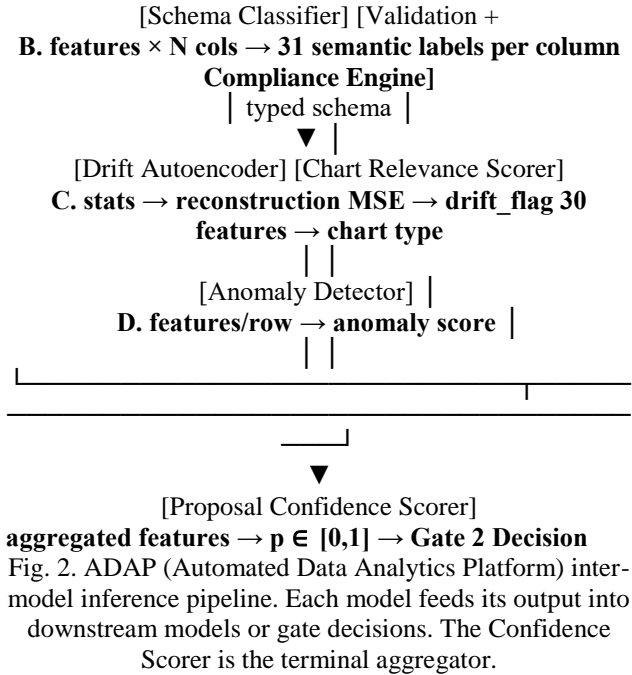 [Schema Classifier] [Validation +
B. features × N cols → 31 semantic labels per column
Compliance Engine]
│ typed schema │
▼ │
[Drift Autoencoder] [Chart Relevance Scorer]
C. stats → reconstruction MSE → drift_flag 30
features → chart type
│ │
[Anomaly Detector] │
D. features/row → anomaly score │
│ │
└───────────────────────────┬─────
─────────────────────────────────
───┘
▼
[Proposal Confidence Scorer]
aggregated features → p ∈ [0,1] → Gate 2 Decision
Fig. 2. ADAP (Automated Data Analytics Platform) inter-
model inference pipeline. Each model feeds its output into
downstream models or gate decisions. The Confidence
Scorer is the terminal aggregator.